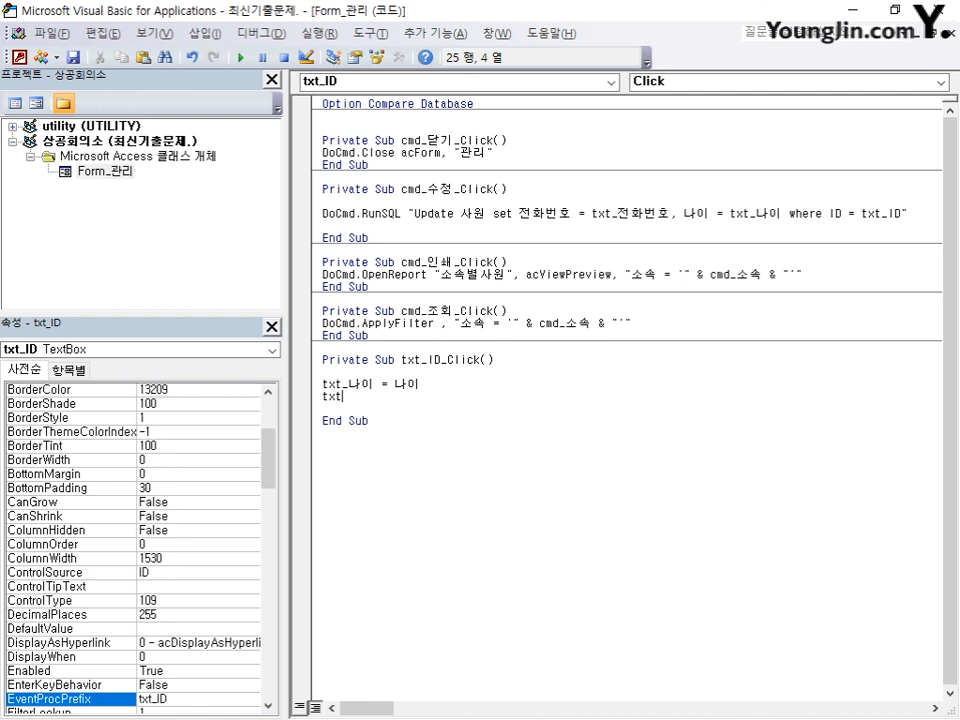 Microsoft Visual Basic for Applications - 최신기출문제. - [Form_관리 (코드)]
Younglin.com Y.
파일(F) 편집(E) 보기(V) 삽입(I) 디버그(D) 실행(R) 도구(T) 추가 기능(A) 창(W) 도움말(H)
25 행, 4 열
프로젝트 - 상공회의소
utility (UTILITY)
상공회의소 (최신기출문제.)
Microsoft Access 클래스 개체
Form_관리
속성 - txt_ID
txt_ID TextBox
사전순 항목별
BorderColor 13209
BorderShade 100
BorderStyle 1
BorderThemeColorIndex -1
BorderTint 100
BorderWidth 0
BottomMargin 0
BottomPadding 30
CanGrow False
CanShrink False
ColumnHidden False
ColumnOrder 0
ColumnWidth 1530
ControlSource ID
ControlTipText
ControlType 109
DecimalPlaces 255
DefaultValue
DisplayAsHyperlink 0 - acDisplayAsHyperli
DisplayWhen 0
Enabled True
EnterKeyBehavior False
EventProcPrefix txt_ID
FilterLookup 1
txt_ID Click
Option Compare Database
Private Sub cmd_닫기_Click()
DoCmd.Close acForm, "관리"
End Sub
Private Sub cmd_수정_Click()
DoCmd.RunSQL "Update 사원 set 전화번호 = txt_전화번호, 나이 = txt_나이 where ID = txt_ID"
End Sub
Private Sub cmd_인쇄_Click()
DoCmd.OpenReport "소속별사원", acViewPreview, "소속 = '" & cmd_소속 & "'"
End Sub
Private Sub cmd_조회_Click()
DoCmd.ApplyFilter , "소속 = '" & cmd_소속 & "'"
End Sub
Private Sub txt_ID_Click()
txt_나이 = 나이
txt
End Sub